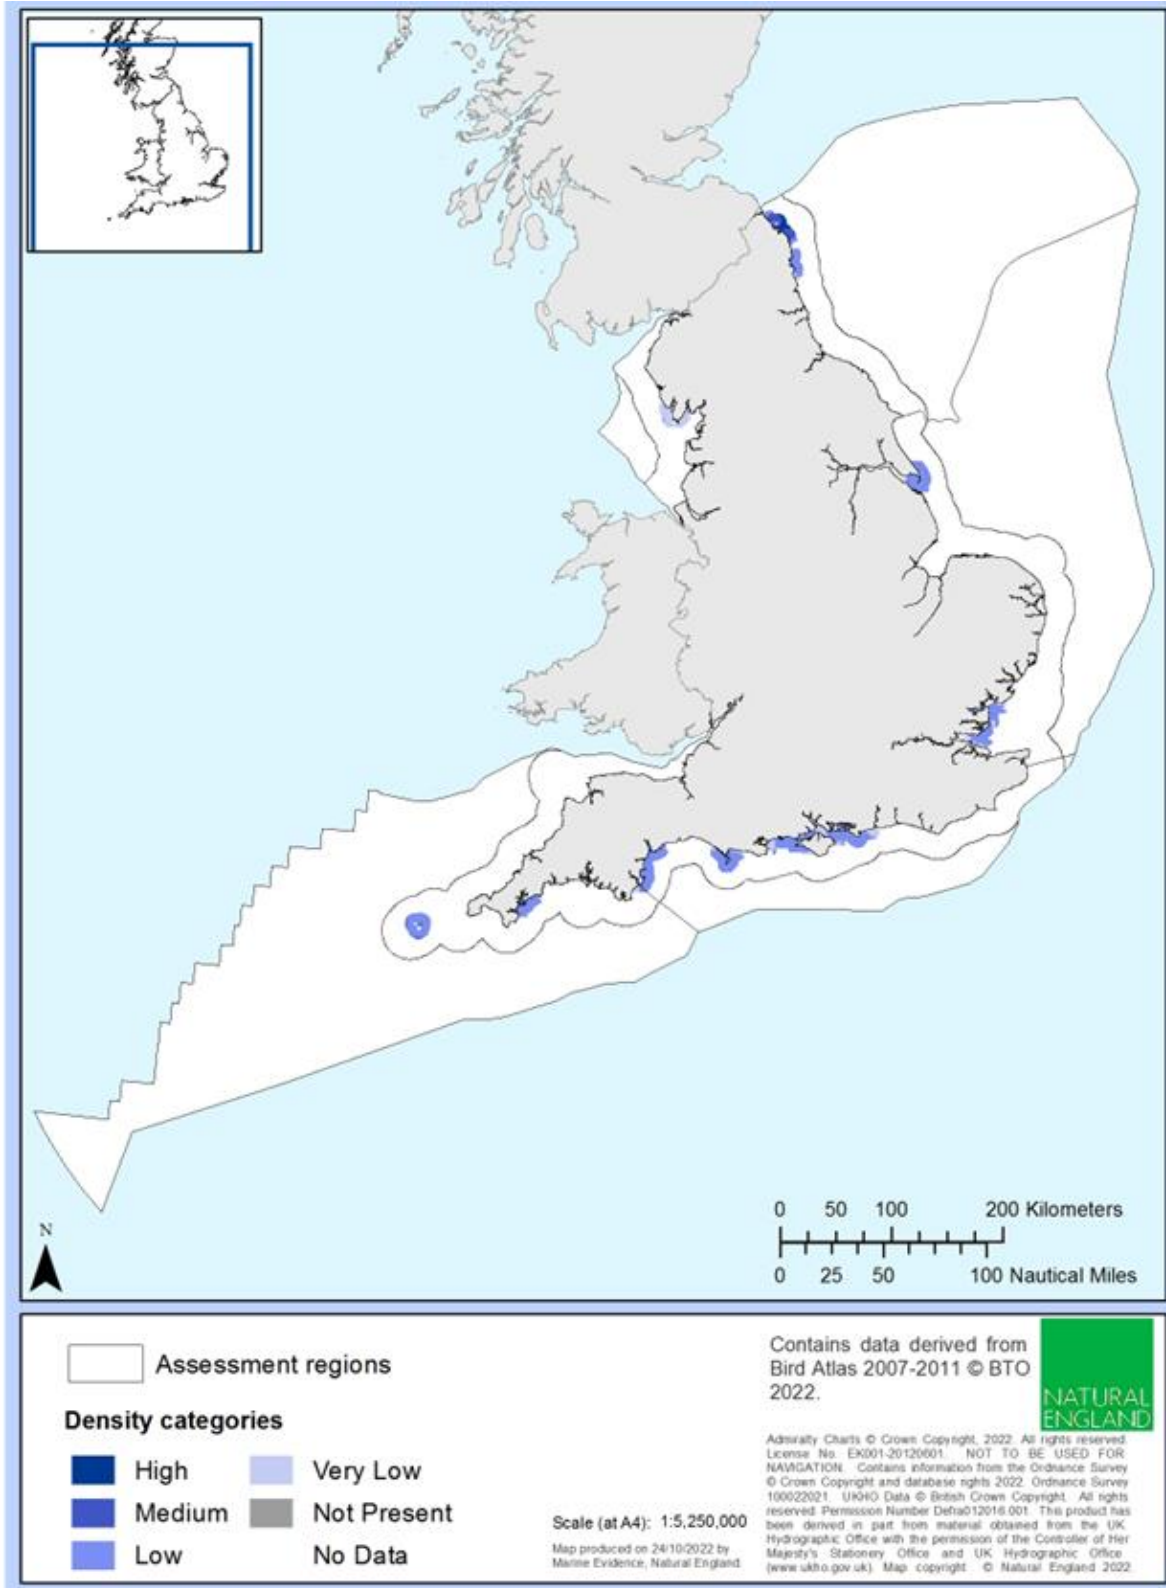 N
0 50 100 200 Kilometers
0 25 50 100 Nautical Miles
Assessment regions
Density categories
High
Medium
Low
Very Low
Not Present
No Data
Scale (at A4): 1:5,250,000
Map produced on 24/10/2022 by
Marine Evidence, Natural England.
Contains data derived from
Bird Atlas 2007-2011 © BTO
2022.
NATURAL
ENGLAND
Admiralty Charts © Crown Copyright, 2022. All rights reserved.
License No. EK001-20120601. NOT TO BE USED FOR
NAVIGATION. Contains information from the Ordnance Survey
© Crown Copyright and database rights 2022. Ordnance Survey
100022021. UKHO Data © British Crown Copyright. All rights
reserved. Permission Number Defra012016.001. This product has
been derived in part from material obtained from the UK
Hydrographic Office with the permission of the Controller of Her
Majesty's Stationery Office and UK Hydrographic Office
(www.ukho.gov.uk). Map copyright © Natural England 2022